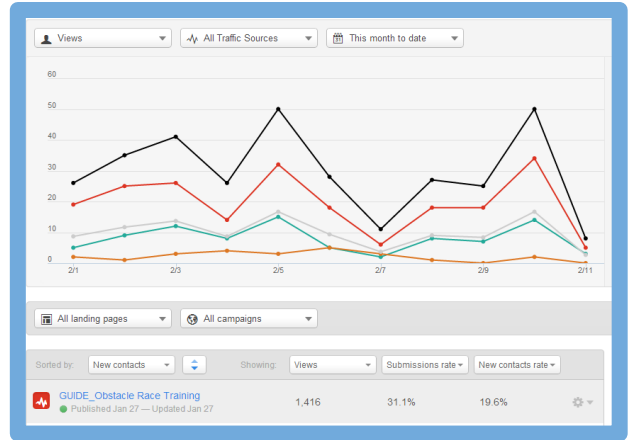 Views All Traffic Sources This month to date
60
50
40
30
20
10
0
2/1 2/3 2/5 2/7 2/9 2/11
All landing pages All campaigns
Sorted by: New contacts Showing: Views Submissions rate New contacts rate
GUIDE_Obstacle Race Training 1,416 31.1% 19.6%
Published Jan 27 — Updated Jan 27